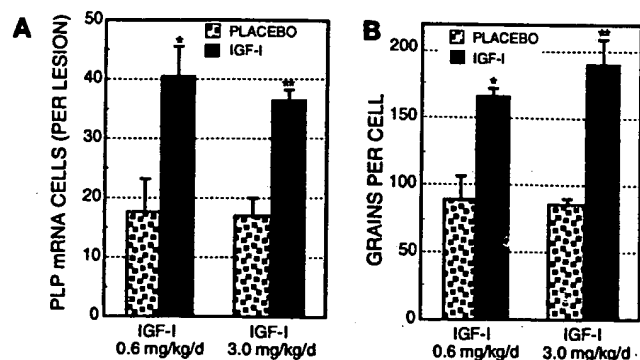 A
PLP mRNA CELLS (PER LESION)
50
40
30
20
10
0
PLACEBO
IGF-I
*
**
IGF-I
0.6 mg/kg/d
IGF-I
3.0 mg/kg/d
B
GRAINS PER CELL
200
150
100
50
0
PLACEBO
IGF-I
*
**
IGF-I
0.6 mg/kg/d
IGF-I
3.0 mg/kg/d